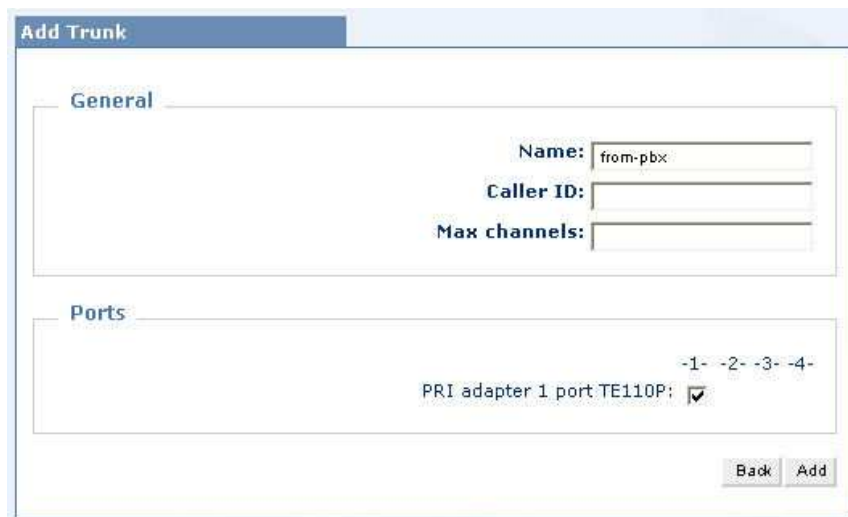 Add Trunk
General
Name: from-pbx
Caller ID:
Max channels:
Ports
-1- -2- -3- -4-
PRI adapter 1 port TE110P:
Back Add